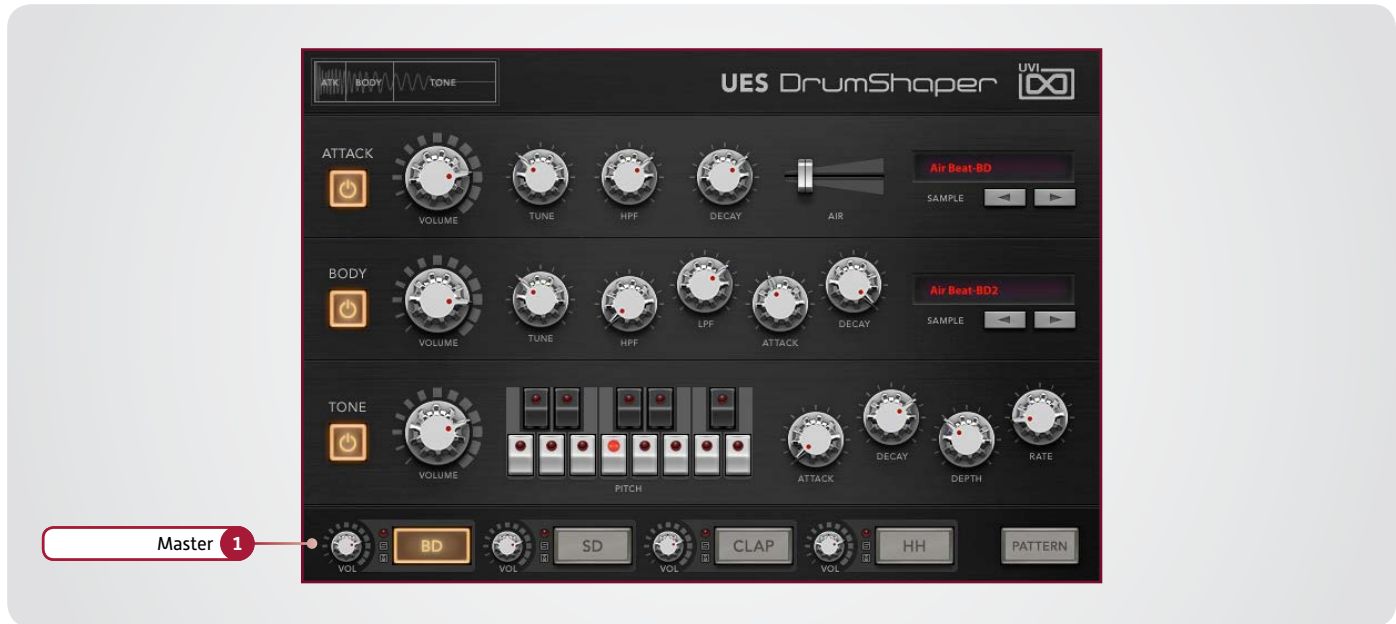 ATK BODY TONE
UES DrumShaper UVI
ATTACK
VOLUME TUNE HPF DECAY AIR
Air Beat-BD
SAMPLE
BODY
VOLUME TUNE HPF LPF ATTACK DECAY
Air Beat-BD2
SAMPLE
TONE
VOLUME PITCH ATTACK DECAY DEPTH RATE
Master 1
VOL BD VOL SD VOL CLAP VOL HH PATTERN